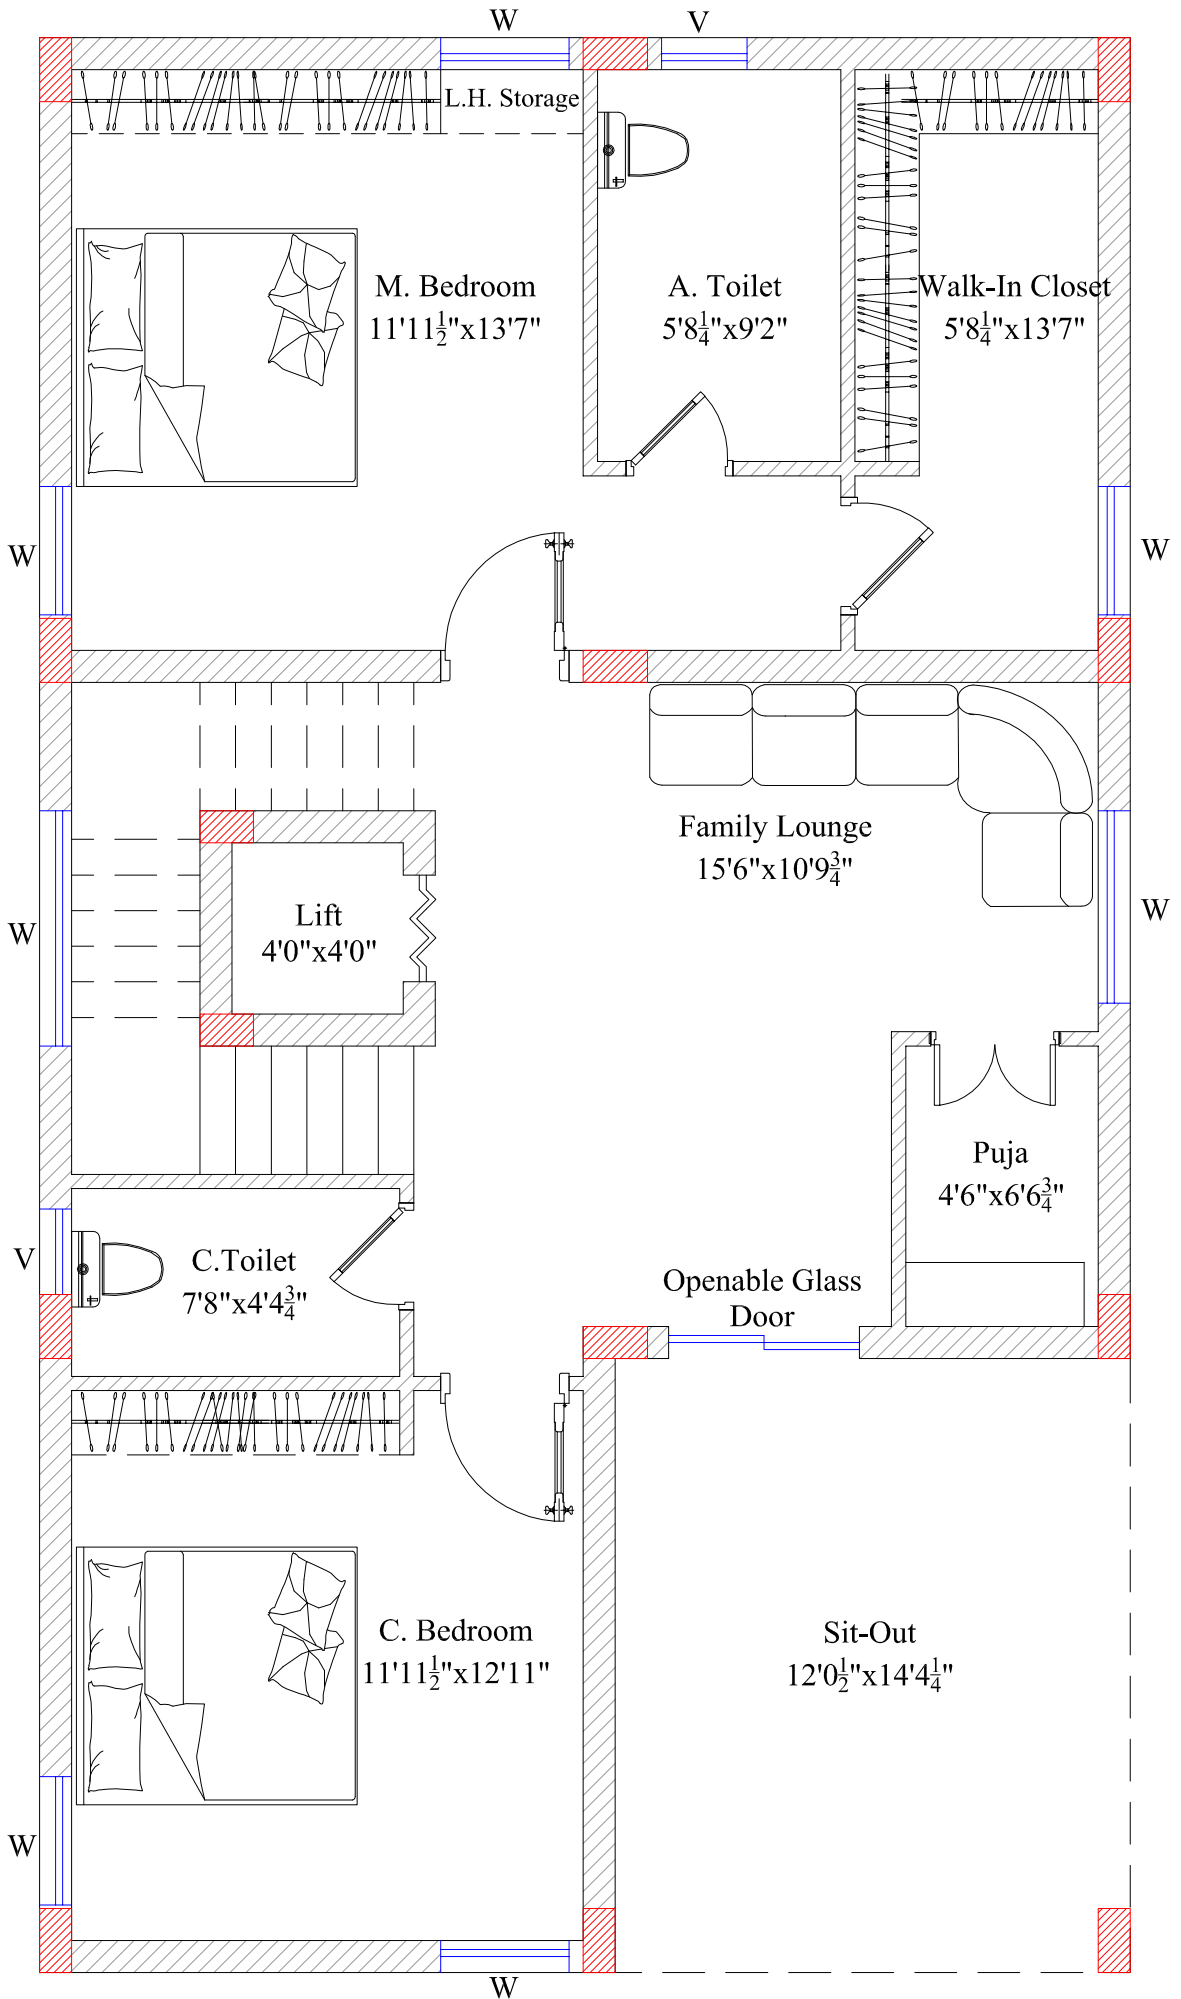 W
V
L.H. Storage
M. Bedroom
11'11½"x13'7"
A. Toilet
5'8¼"x9'2"
Walk-In Closet
5'8¼"x13'7"
W
W
Family Lounge
15'6"x10'9¾"
Lift
4'0"x4'0"
W
W
Puja
4'6"x6'6¾"
V
C.Toilet
7'8"x4'4¾"
Openable Glass
Door
C. Bedroom
11'11½"x12'11"
Sit-Out
12'0½"x14'4¼"
W
W